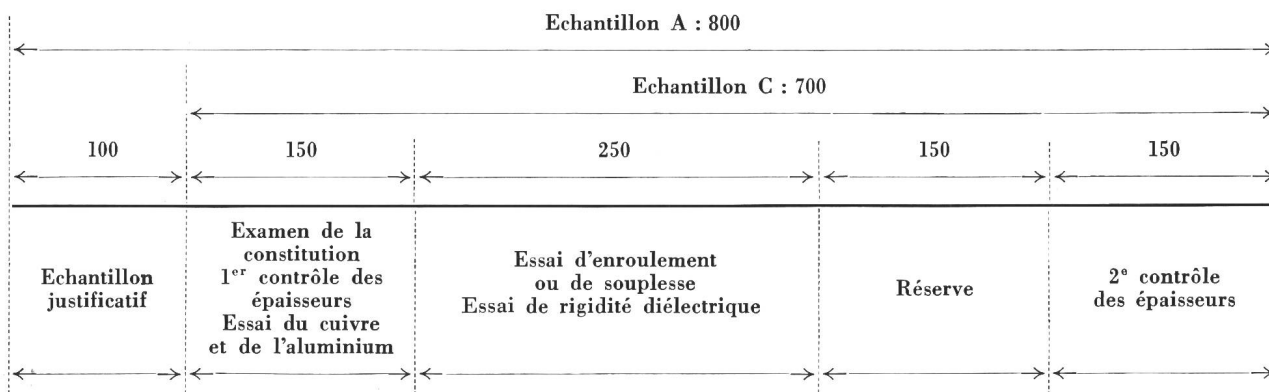 Echantillon A : 800
Echantillon C : 700
100
150
250
150
150
Echantillon
justificatif
Examen de la
constitution
1er contrôle des
épaisseurs
Essai du cuivre
et de l'aluminium
Essai d'enroulement
ou de souplesse
Essai de rigidité diélectrique
Réserve
2e contrôle
des épaisseurs